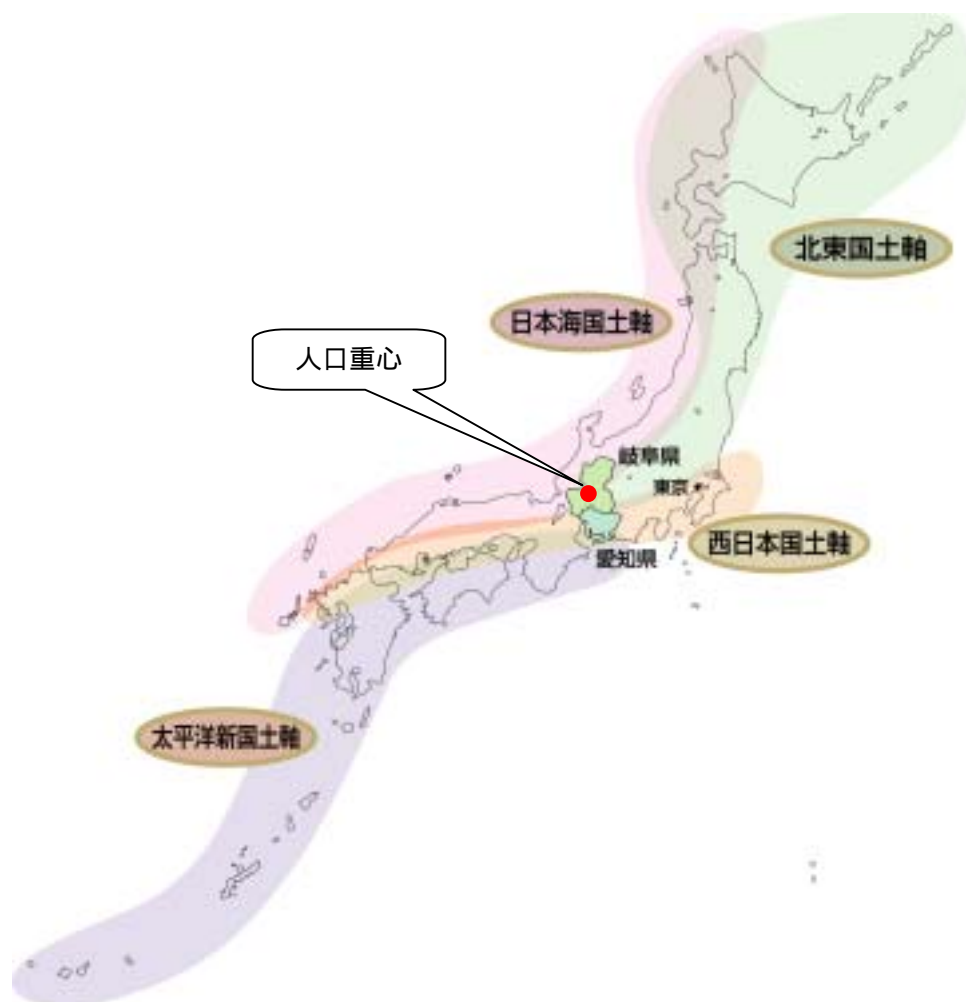 北東国土軸
日本海国土軸
人口重心
岐阜県
東京
西日本国土軸
愛知県
太平洋新国土軸